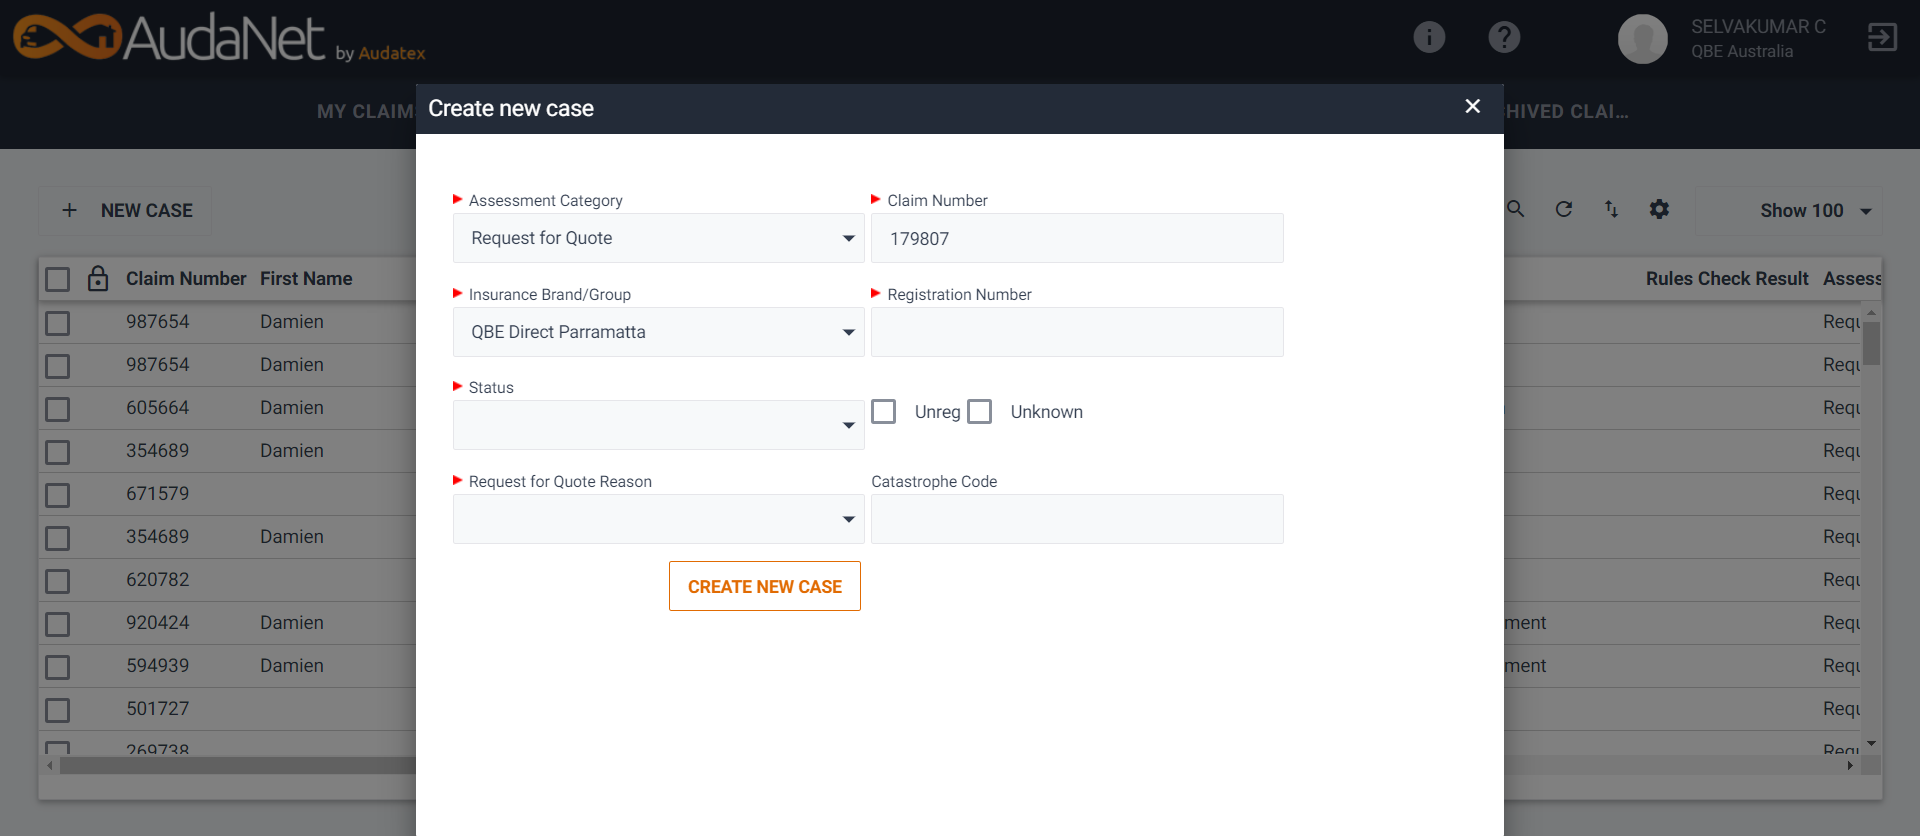 AudaNet by Audatex
SELVAKUMAR C
QBE Australia
MY CLAIM
HIVED CLAI...
Create new case
NEW CASE
Show 100
Assessment Category
Claim Number
Request for Quote
179807
Insurance Brand/Group
Registration Number
QBE Direct Parramatta
Status
Unreg
Unknown
Request for Quote Reason
Catastrophe Code
CREATE NEW CASE
Claim Number First Name Rules Check Result Assess
987654 Damien Requ
987654 Damien Requ
605664 Damien Requ
354689 Damien Requ
671579 Requ
354689 Damien Requ
620782 Requ
920424 Damien ment Requ
594939 Damien ment Requ
501727 Requ
269738 Requ